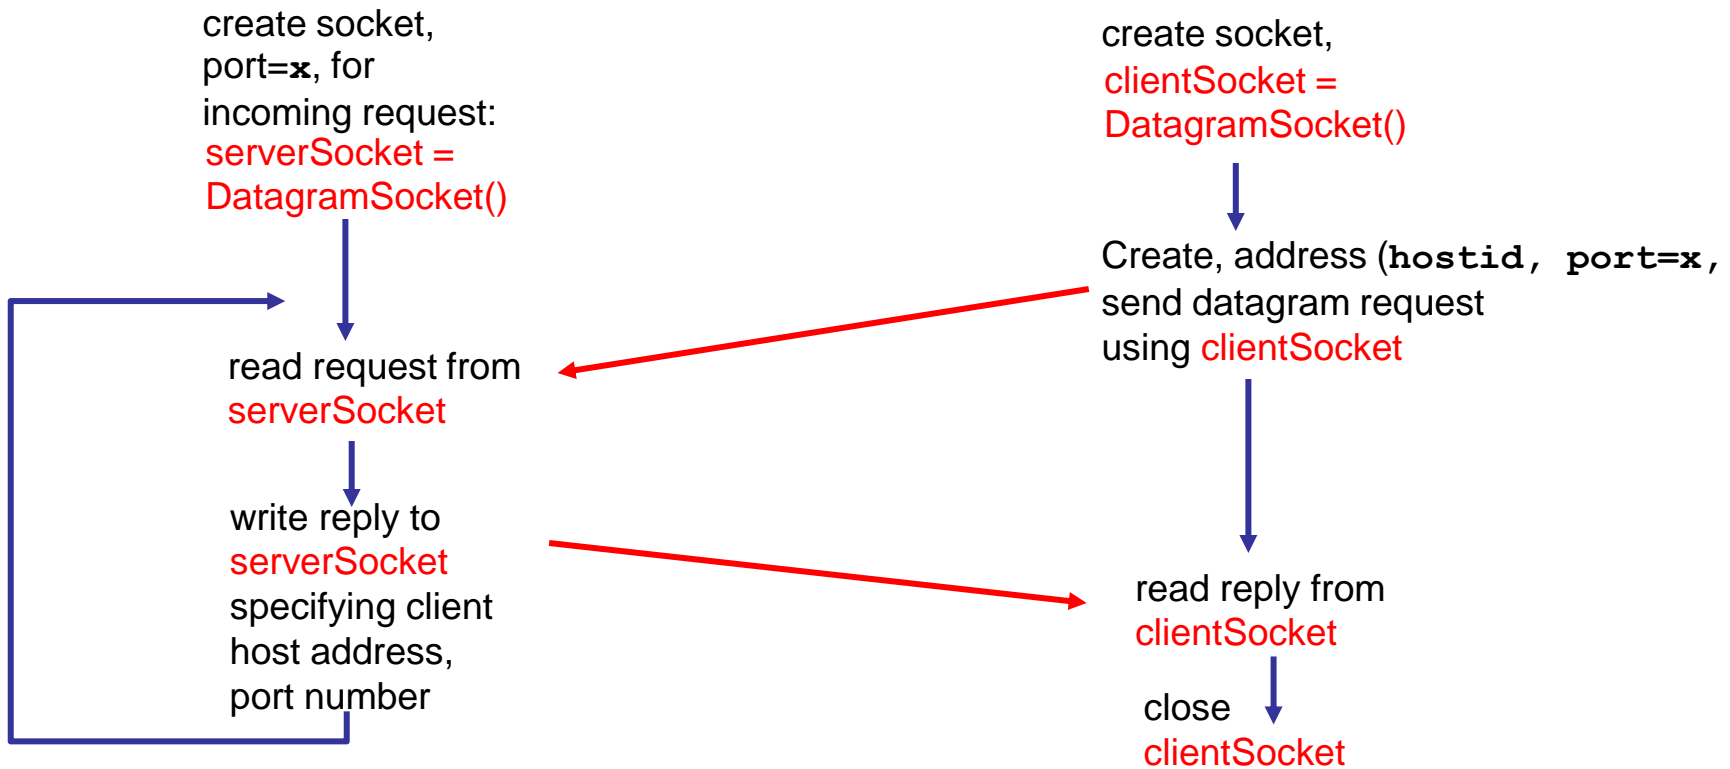 create socket,
port=x, for
incoming request:
serverSocket =
DatagramSocket()
read request from
serverSocket
write reply to
serverSocket
specifying client
host address,
port number
create socket,
clientSocket =
DatagramSocket()
Create, address (hostid, port=x,
send datagram request
using clientSocket
read reply from
clientSocket
close
clientSocket